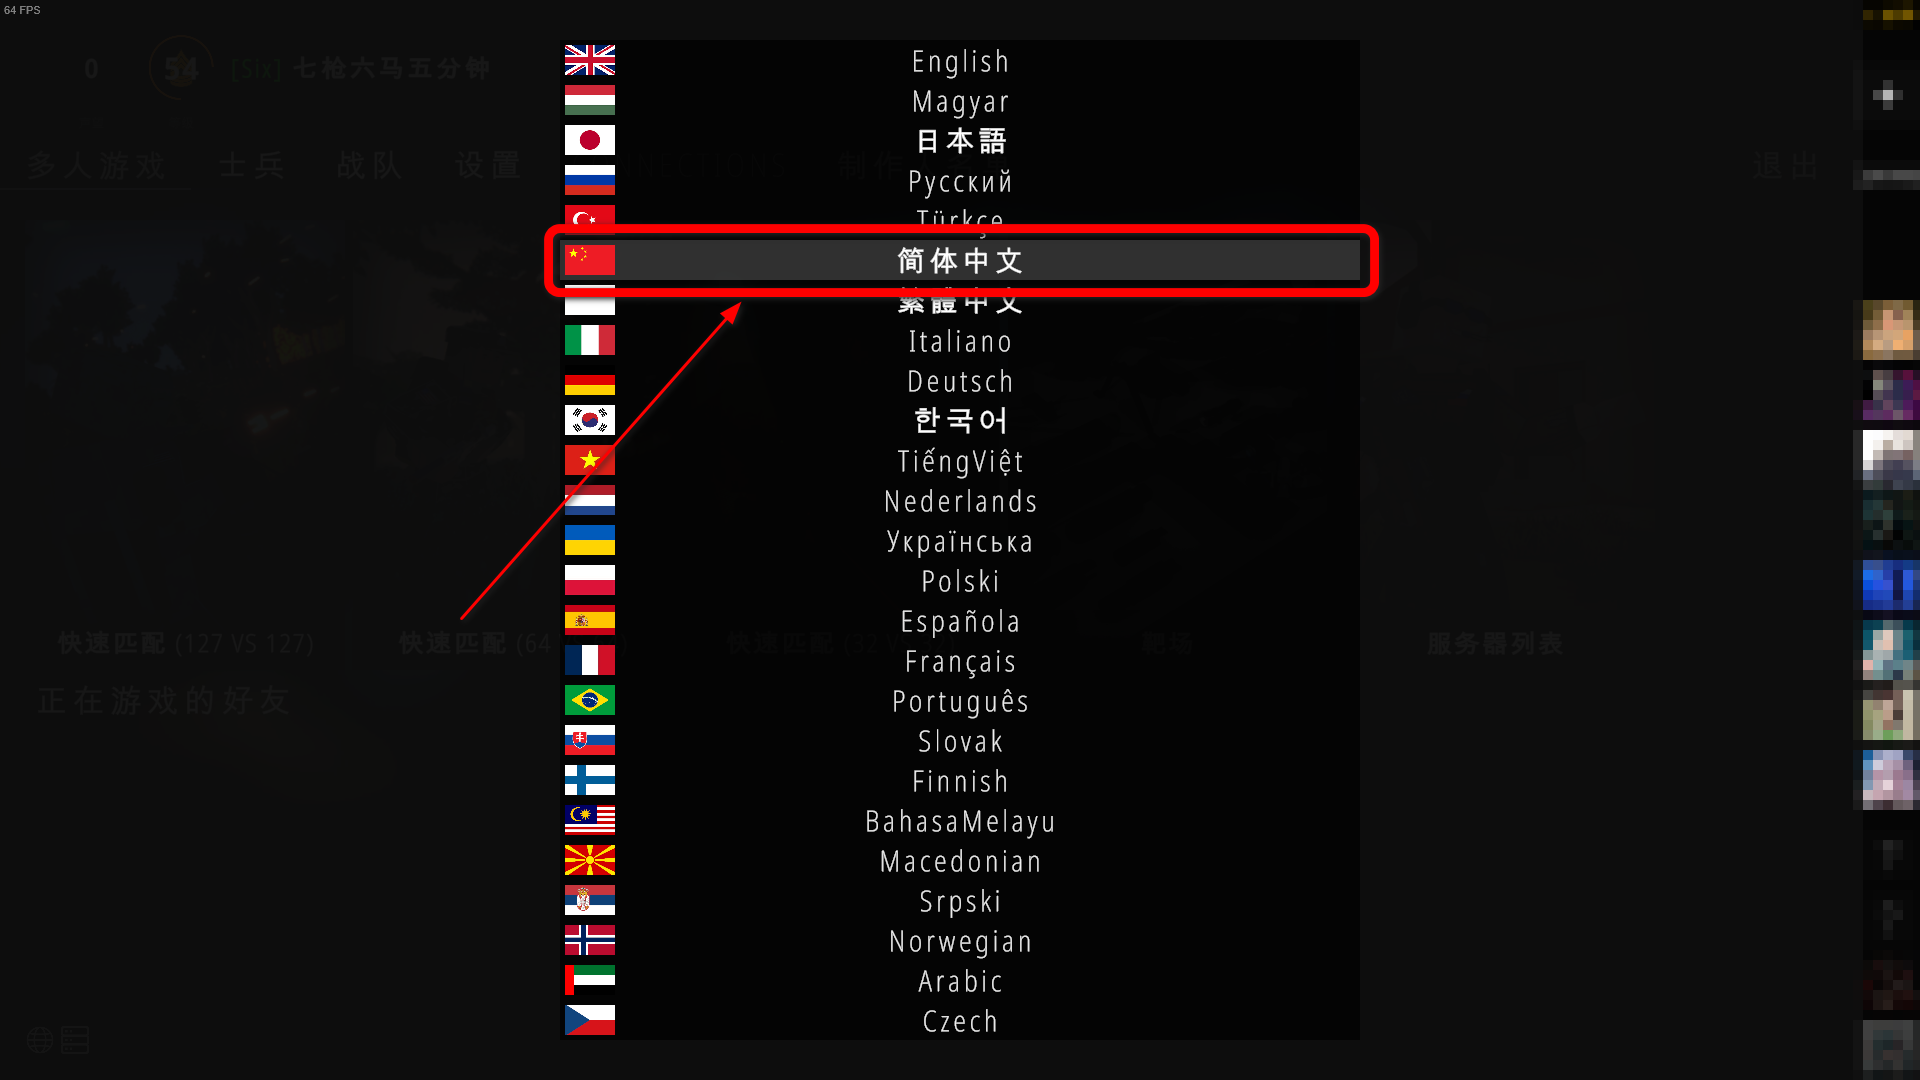 64 FPS
0
54
[Six] 七枪六马五分钟
多人游戏 士兵 战队 设置 制作 退出
English
Magyar
日本語
Русский
Türkçe
简体中文
繁體中文
Italiano
Deutsch
한국어
TiếngViệt
Nederlands
Українська
Polski
Española
Français
Português
Slovak
Finnish
BahasaMelayu
Macedonian
Srpski
Norwegian
Arabic
Czech
快速匹配 (127 VS 127)
快速匹配 (64
快速匹配 (32 V
靶场
服务器列表
正在游戏的好友